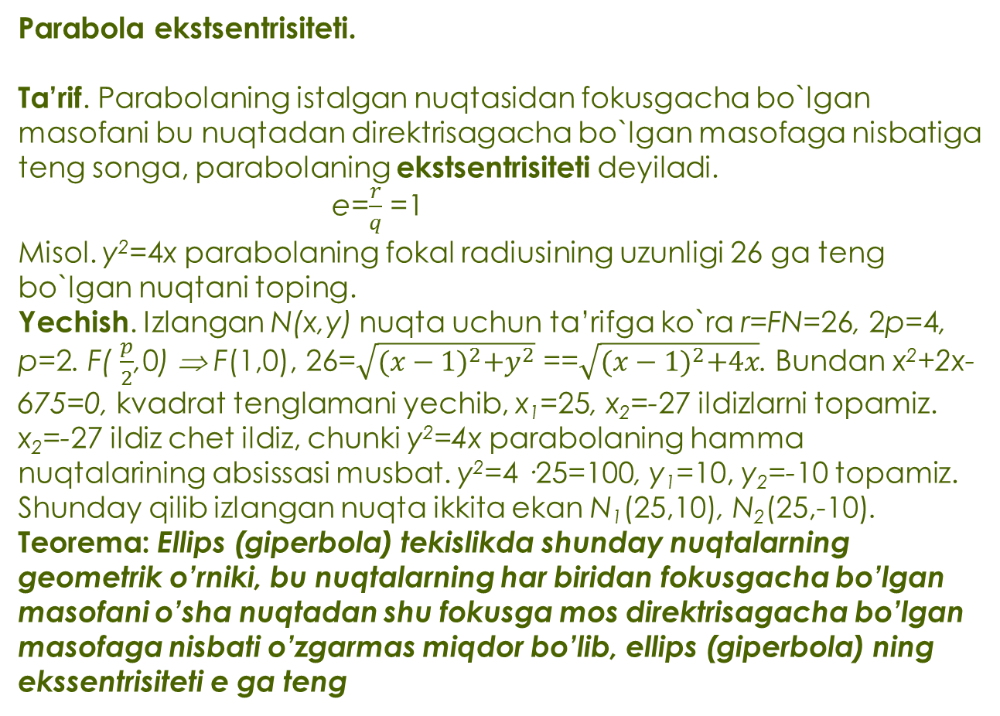 Parabola ekstsentrisiteti.
Ta’rif. Parabolaning istalgan nuqtasidan fokusgacha bo`lgan
masofani bu nuqtadan direktrisagacha bo`lgan masofaga nisbatiga
teng songa, parabolaning ekstsentrisiteti deyiladi.
e=r/q =1
Misol. y²=4x parabolaning fokal radiusining uzunligi 26 ga teng
bo`lgan nuqtani toping.
Yechish. Izlangan N(x,y) nuqta uchun ta’rifga ko`ra r=FN=26, 2p=4,
p=2. F( p/2,0) ⇒F(1,0), 26=√((x − 1)²+y²) ==√((x − 1)²+4x). Bundan x²+2x-
675=0, kvadrat tenglamani yechib, x₁=25, x₂=-27 ildizlarni topamiz.
x₂=-27 ildiz chet ildiz, chunki y²=4x parabolaning hamma
nuqtalarining absissasi musbat. y²=4 ·25=100, y₁=10, y₂=-10 topamiz.
Shunday qilib izlangan nuqta ikkita ekan N₁(25,10), N₂(25,-10).
Teorema: Ellips (giperbola) tekislikda shunday nuqtalarning
geometrik o’rniki, bu nuqtalarning har biridan fokusgacha bo’lgan
masofani o’sha nuqtadan shu fokusga mos direktrisagacha bo’lgan
masofaga nisbati o’zgarmas miqdor bo’lib, ellips (giperbola) ning
ekssentrisiteti e ga teng